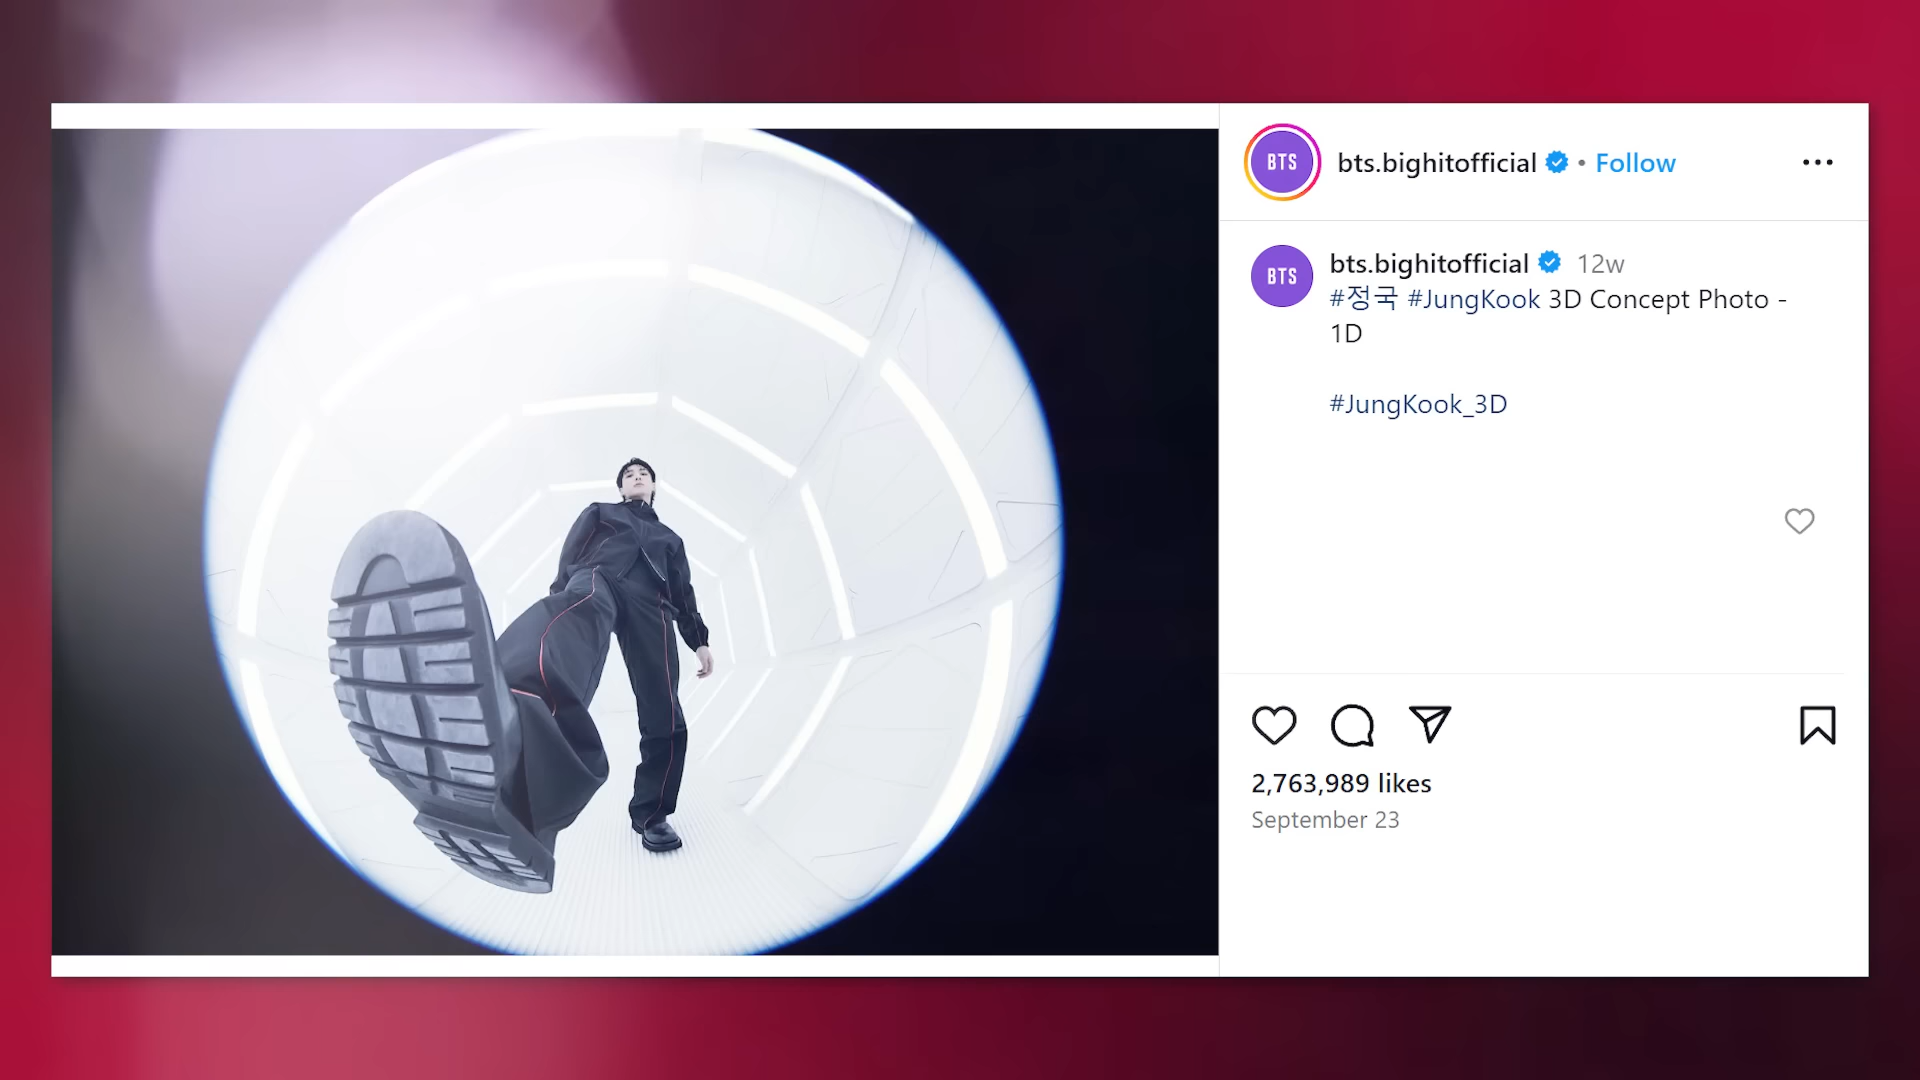 BTS
bts.bighitofficial • Follow
BTS
bts.bighitofficial 12w
#정국 #JungKook 3D Concept Photo -
1D
#JungKook_3D
2,763,989 likes
September 23